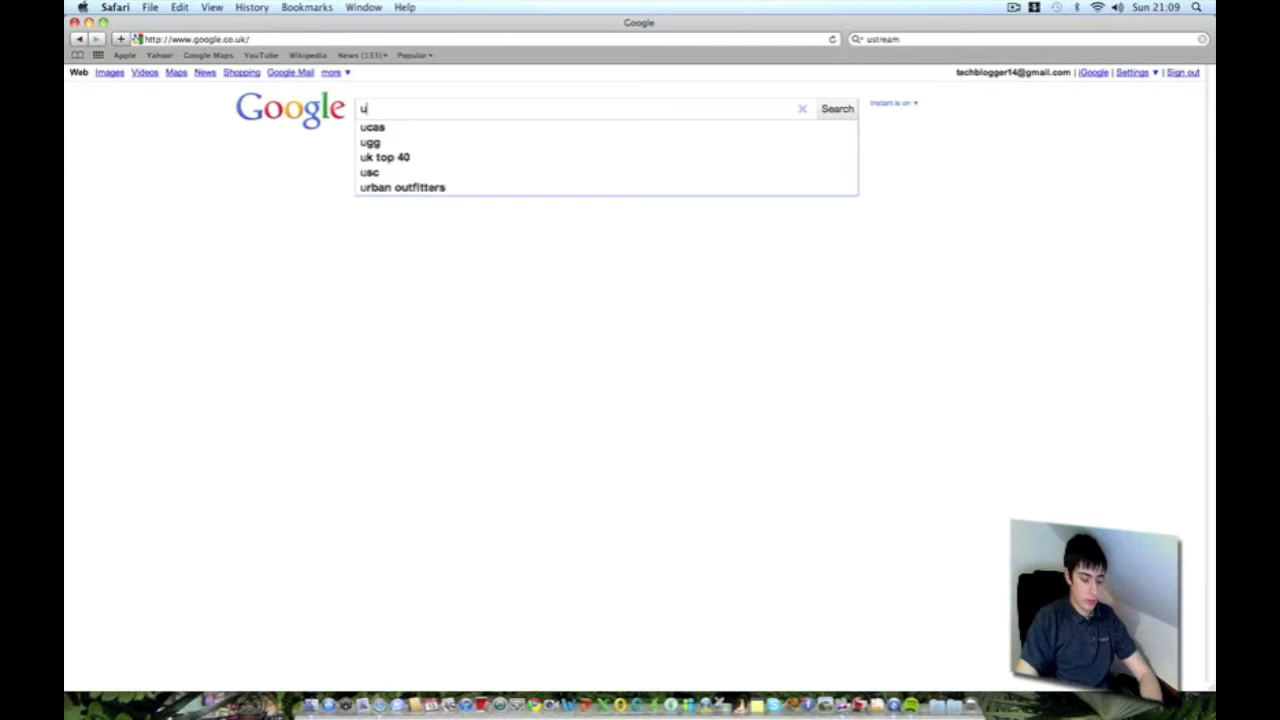 Safari File Edit View History Bookmarks Window Help Sun 21:09
Google
http://www.google.co.uk/ ustream
Apple Yahoo! Google Maps YouTube Wikipedia News (133) Popular
Web Images Videos Maps News Shopping Google Mail more techblogger14@gmail.com | iGoogle | Settings | Sign out
Google u Search Instant is on
ucas
ugg
uk top 40
usc
urban outfitters